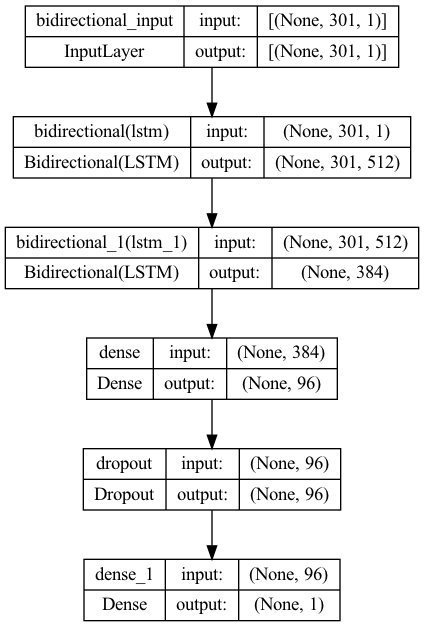 bidirectional_input input: [(None, 301, 1)]
InputLayer output: [(None, 301, 1)]
bidirectional(lstm) input: (None, 301, 1)
Bidirectional(LSTM) output: (None, 301, 512)
bidirectional_1(lstm_1) input: (None, 301, 512)
Bidirectional(LSTM) output: (None, 384)
dense input: (None, 384)
Dense output: (None, 96)
dropout input: (None, 96)
Dropout output: (None, 96)
dense_1 input: (None, 96)
Dense output: (None, 1)